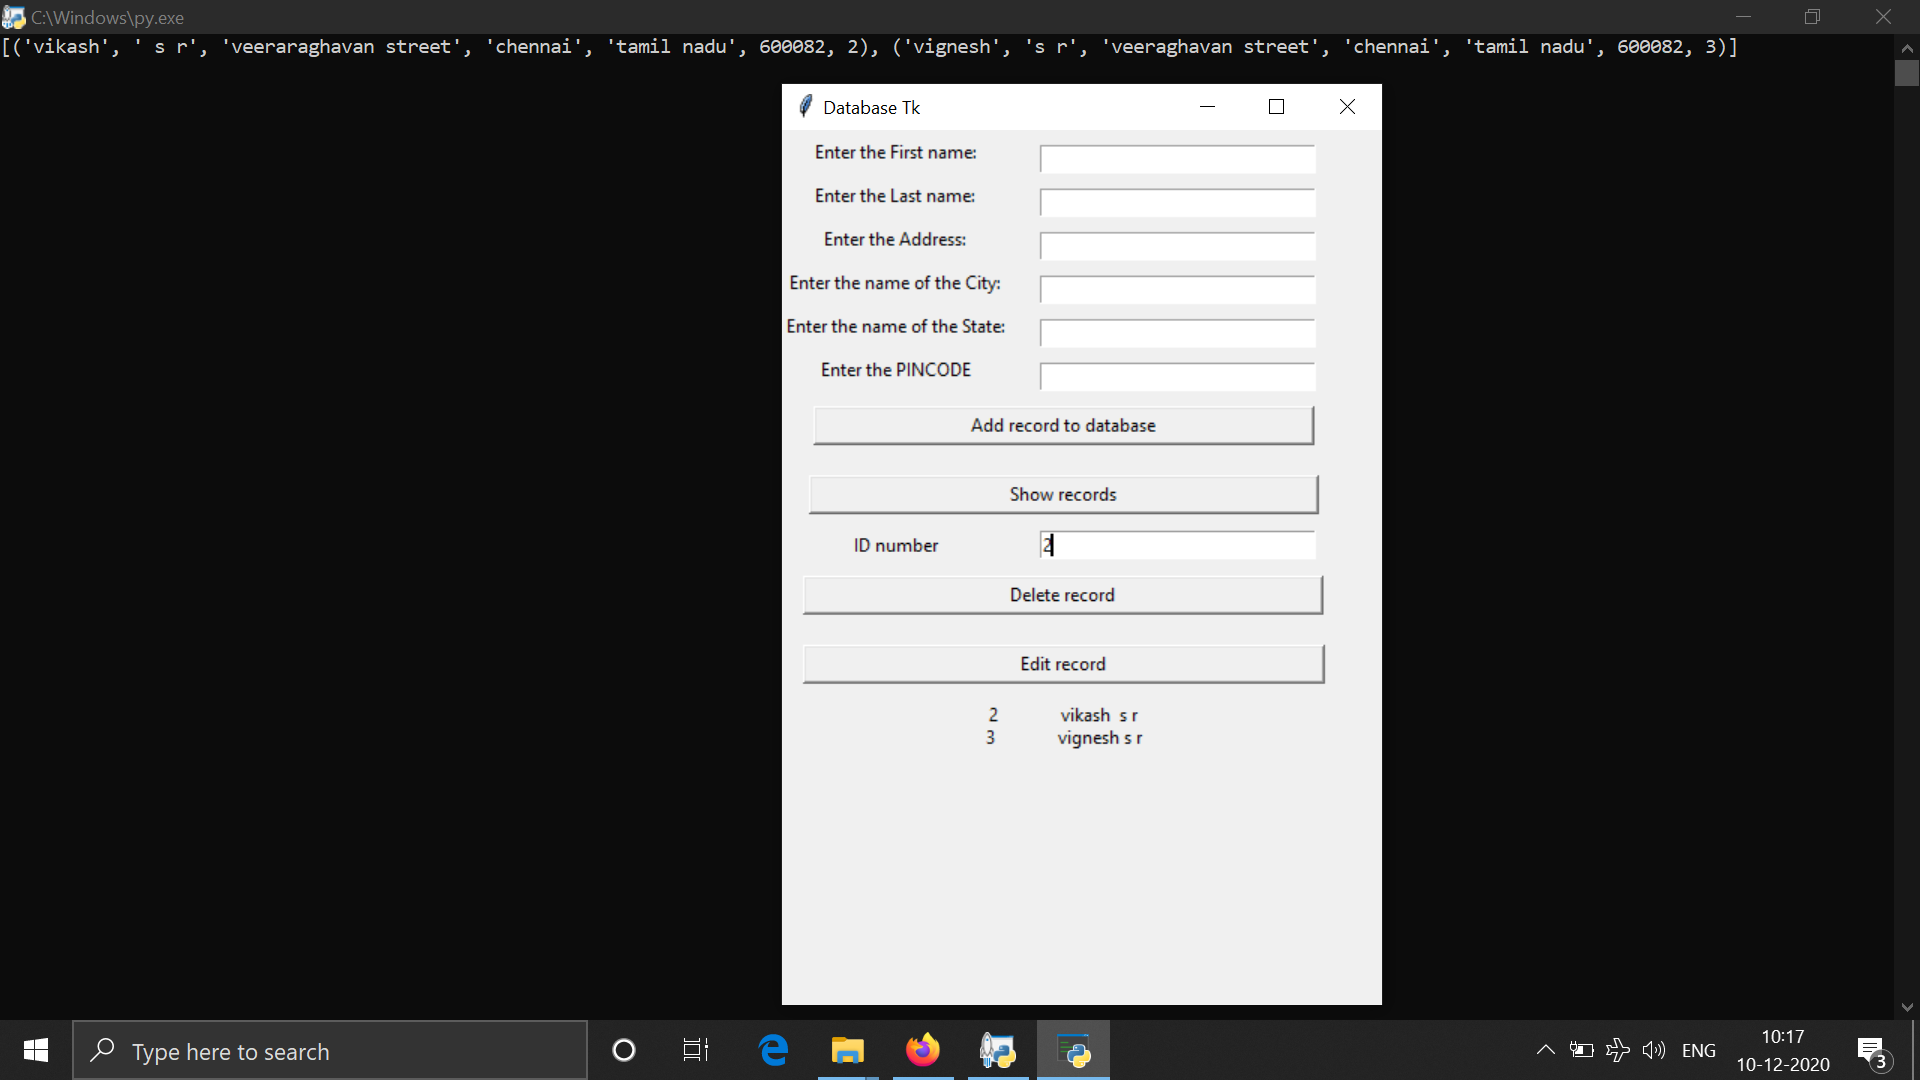 C:\Windows\py.exe
[('vikash', ' s r', 'veeraraghavan street', 'chennai', 'tamil nadu', 600082, 2), ('vignesh', 's r', 'veeraghavan street', 'chennai', 'tamil nadu', 600082, 3)]
Database Tk
Enter the First name:
Enter the Last name:
Enter the Address:
Enter the name of the City:
Enter the name of the State:
Enter the PINCODE
Add record to database
Show records
ID number 2
Delete record
Edit record
2 vikash  s r
3 vignesh s r
Type here to search
ENG
10:17
10-12-2020
3